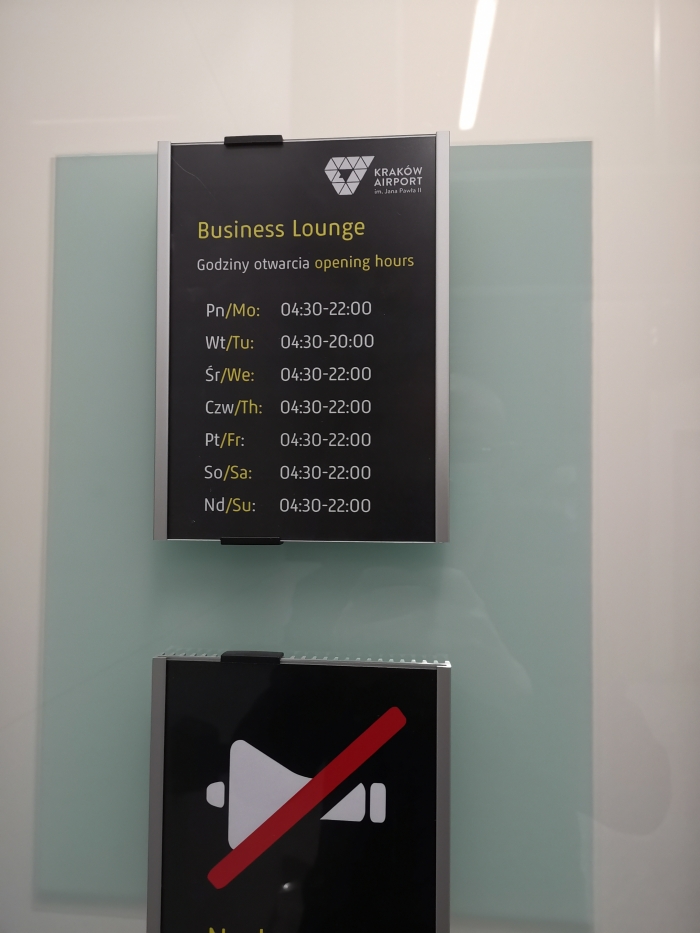 KRAKÓW
AIRPORT
im. Jana Pawła II
Business Lounge
Godziny otwarcia opening hours
Pn/Mo: 04:30-22:00
Wt/Tu: 04:30-20:00
Śr/We: 04:30-22:00
Czw/Th: 04:30-22:00
Pt/Fr: 04:30-22:00
So/Sa: 04:30-22:00
Nd/Su: 04:30-22:00